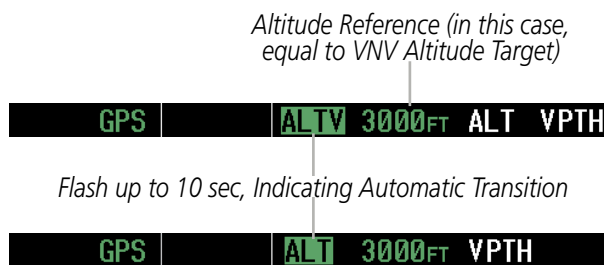 Altitude Reference (in this case,
equal to VNV Altitude Target)
GPS ALTV 3000FT ALT VPTH
Flash up to 10 sec, Indicating Automatic Transition
GPS ALT 3000FT VPTH